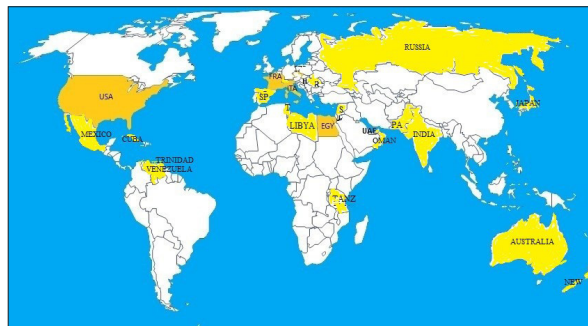 RUSSIA
FRA
USA
SP
R
JAPAN
T
S
LIBYA
EGY
PA
INDIA
MEXICO
CUBA
UAE
OMAN
TRINIDAD
VENEZUELA
TANZ
AUSTRALIA
NEW